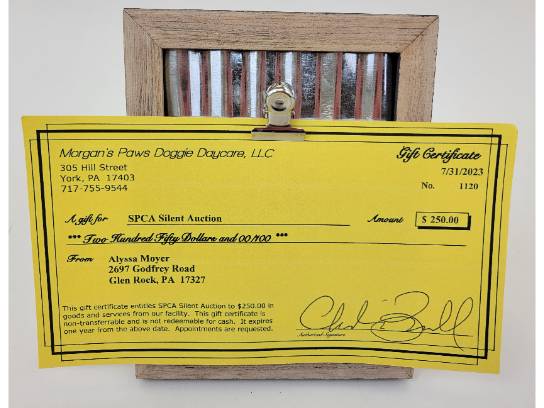 Morgan's Paws Doggie Daycare, LLC
Gift Certificate
305 Hill Street
7/31/2023
York, PA 17403
No. 1120
717-755-9544
A gift for SPCA Silent Auction Amount $ 250.00
*** Two Hundred Fifty Dollars and 00/100 ***
From Alyssa Moyer
2697 Godfrey Road
Glen Rock, PA 17327
This gift certificate entitles SPCA Silent Auction to $250.00 in
goods and services from our facility. This gift certificate is
non-transferrable and is not redeemable for cash. It expires
one year from the above date. Appointments are requested.
Authorized Signature